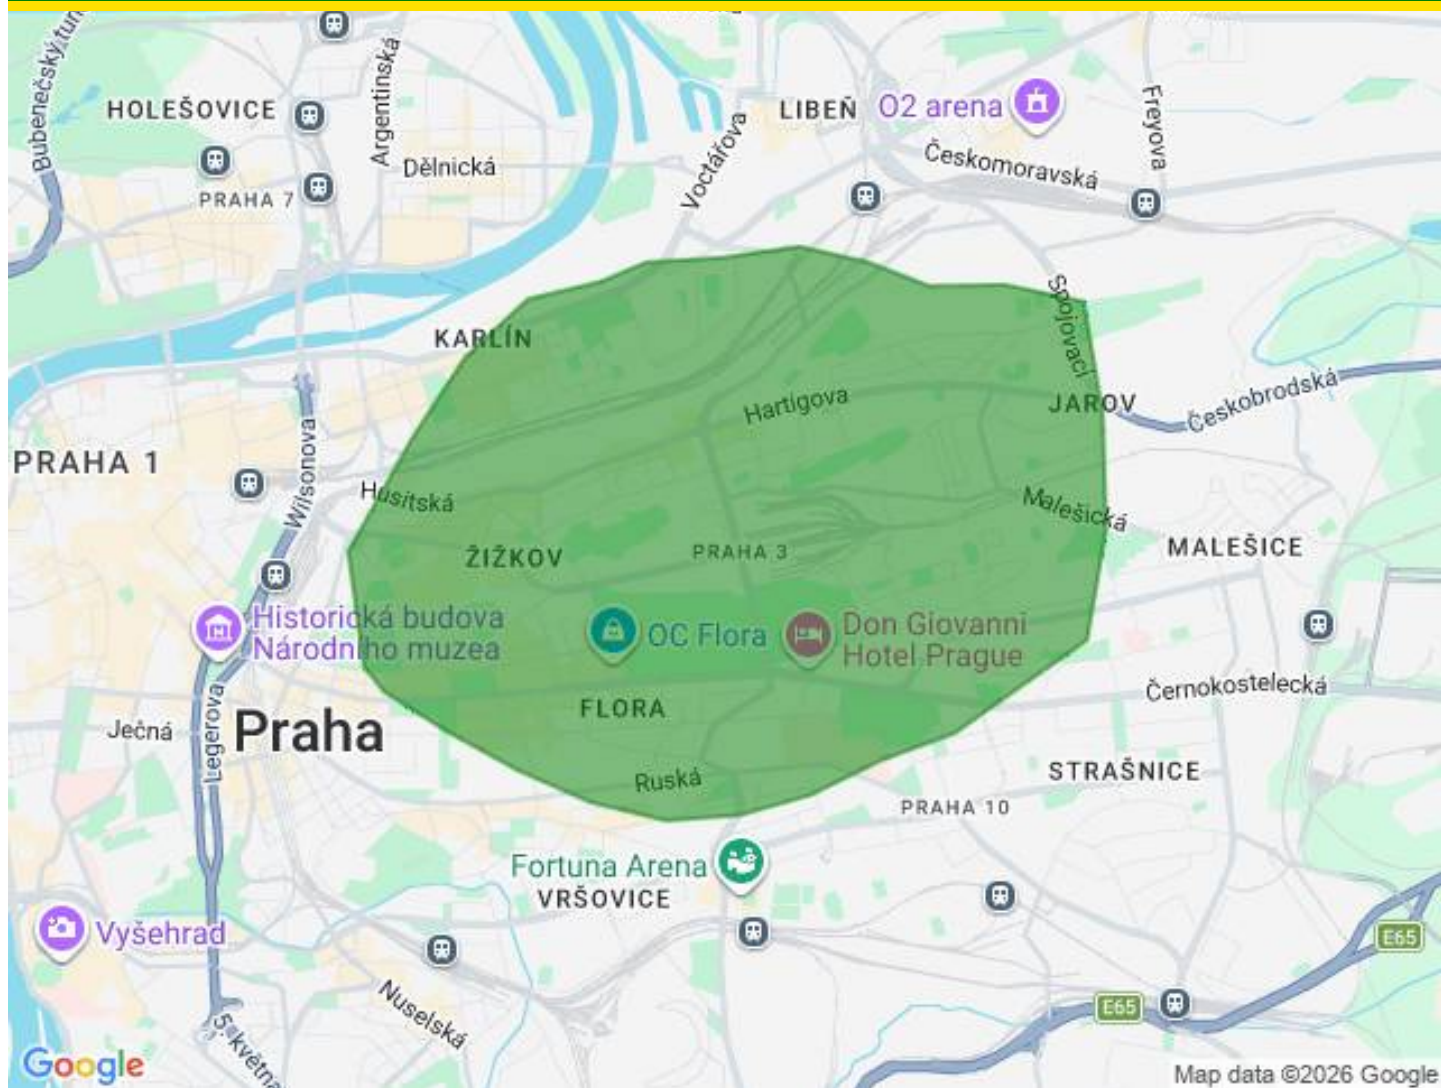 Bubenečský tun
HOLEŠOVICE
Argentinská
PRAHA 7
Dělnická
Voctářova
LIBEŇ
O2 arena
Českomoravská
Freyova
KARLÍN
Spojovací
Hartigova
JAROV
Českobrodská
PRAHA 1
Wilsonova
Husitská
Malešická
ŽIŽKOV
PRAHA 3
MALEŠICE
Historická budova
Národního muzea
OC Flora
Don Giovanni
Hotel Prague
Černokostelecká
Ječná
Legerova
Praha
FLORA
Ruská
STRAŠNICE
PRAHA 10
Fortuna Arena
VRŠOVICE
Vyšehrad
E65
Nuselská
E65
5. května
Google
Map data ©2026 Google